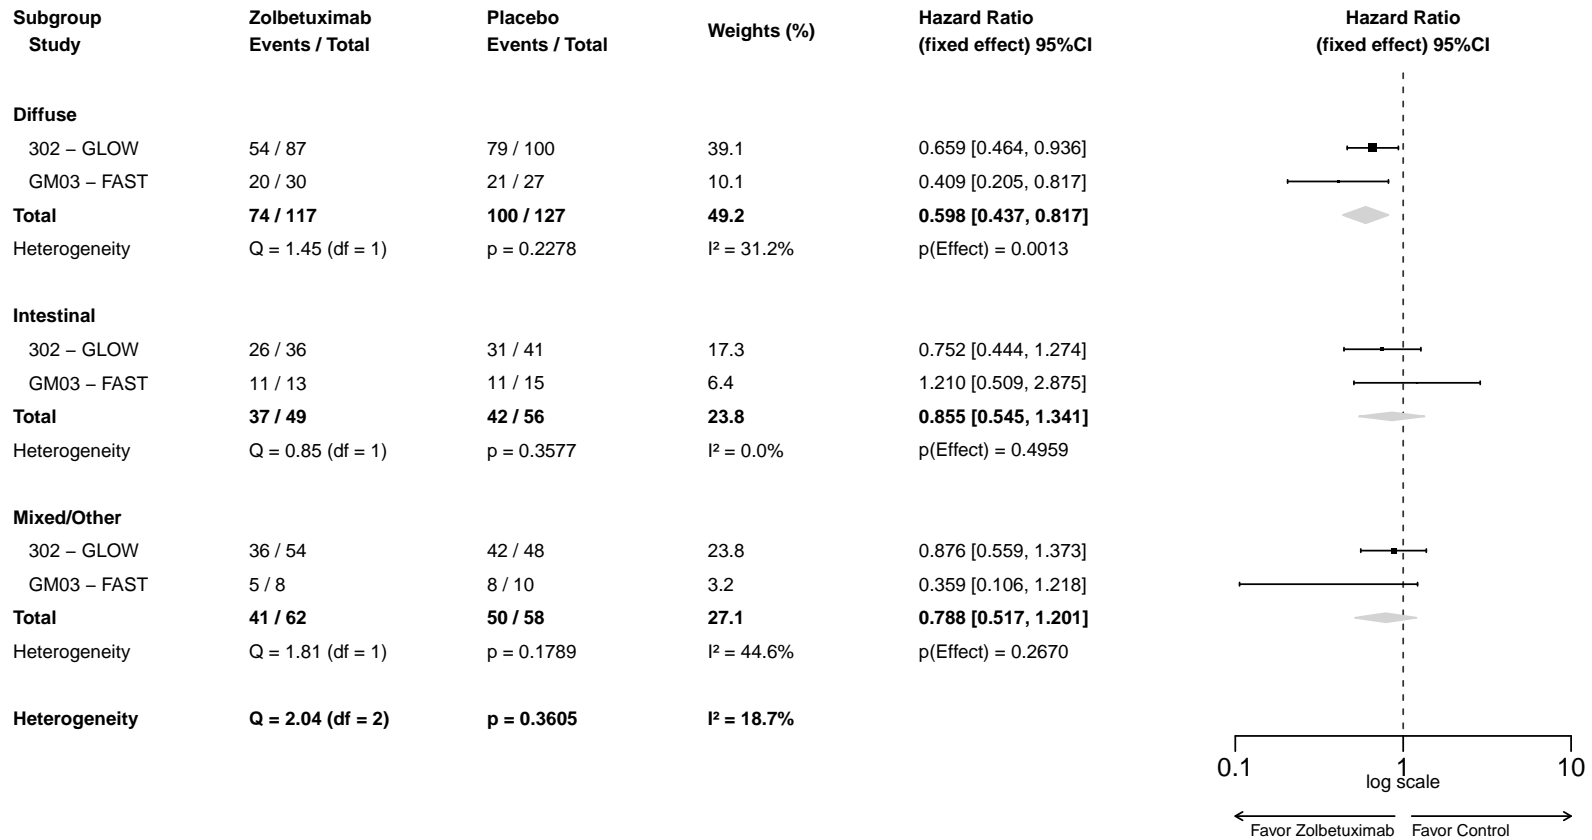 Subgroup Zolbetuximab Placebo Weights (%) Hazard Ratio Hazard Ratio
Study Events / Total Events / Total (fixed effect) 95%CI (fixed effect) 95%CI
Diffuse
302 – GLOW 54 / 87 79 / 100 39.1 0.659 [0.464, 0.936]
GM03 – FAST 20 / 30 21 / 27 10.1 0.409 [0.205, 0.817]
Total 74 / 117 100 / 127 49.2 0.598 [0.437, 0.817]
Heterogeneity Q = 1.45 (df = 1) p = 0.2278 I² = 31.2% p(Effect) = 0.0013
Intestinal
302 – GLOW 26 / 36 31 / 41 17.3 0.752 [0.444, 1.274]
GM03 – FAST 11 / 13 11 / 15 6.4 1.210 [0.509, 2.875]
Total 37 / 49 42 / 56 23.8 0.855 [0.545, 1.341]
Heterogeneity Q = 0.85 (df = 1) p = 0.3577 I² = 0.0% p(Effect) = 0.4959
Mixed/Other
302 – GLOW 36 / 54 42 / 48 23.8 0.876 [0.559, 1.373]
GM03 – FAST 5 / 8 8 / 10 3.2 0.359 [0.106, 1.218]
Total 41 / 62 50 / 58 27.1 0.788 [0.517, 1.201]
Heterogeneity Q = 1.81 (df = 1) p = 0.1789 I² = 44.6% p(Effect) = 0.2670
Heterogeneity Q = 2.04 (df = 2) p = 0.3605 I² = 18.7%
0.1 1 10
log scale
Favor Zolbetuximab Favor Control